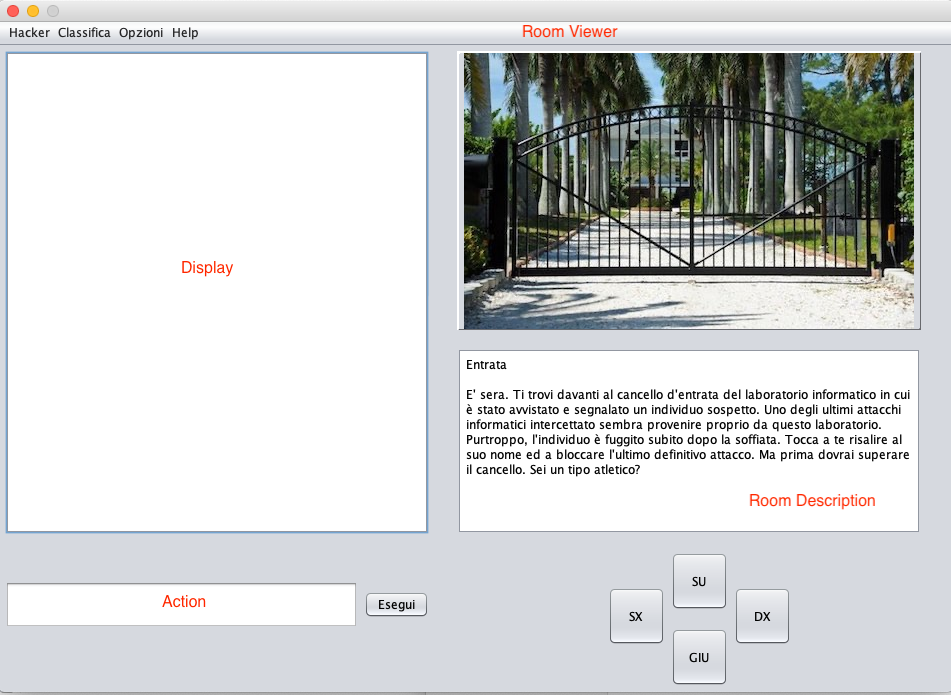 Hacker Classifica Opzioni Help
Room Viewer
Display
Entrata
E' sera. Ti trovi davanti al cancello d'entrata del laboratorio informatico in cui
è stato avvistato e segnalato un individuo sospetto. Uno degli ultimi attacchi
informatici intercettato sembra provenire proprio da questo laboratorio.
Purtroppo, l'individuo è fuggito subito dopo la soffiata. Tocca a te risalire al
suo nome ed a bloccare l'ultimo definitivo attacco. Ma prima dovrai superare
il cancello. Sei un tipo atletico?
Room Description
Action
Esegui
SU
SX
DX
GIU